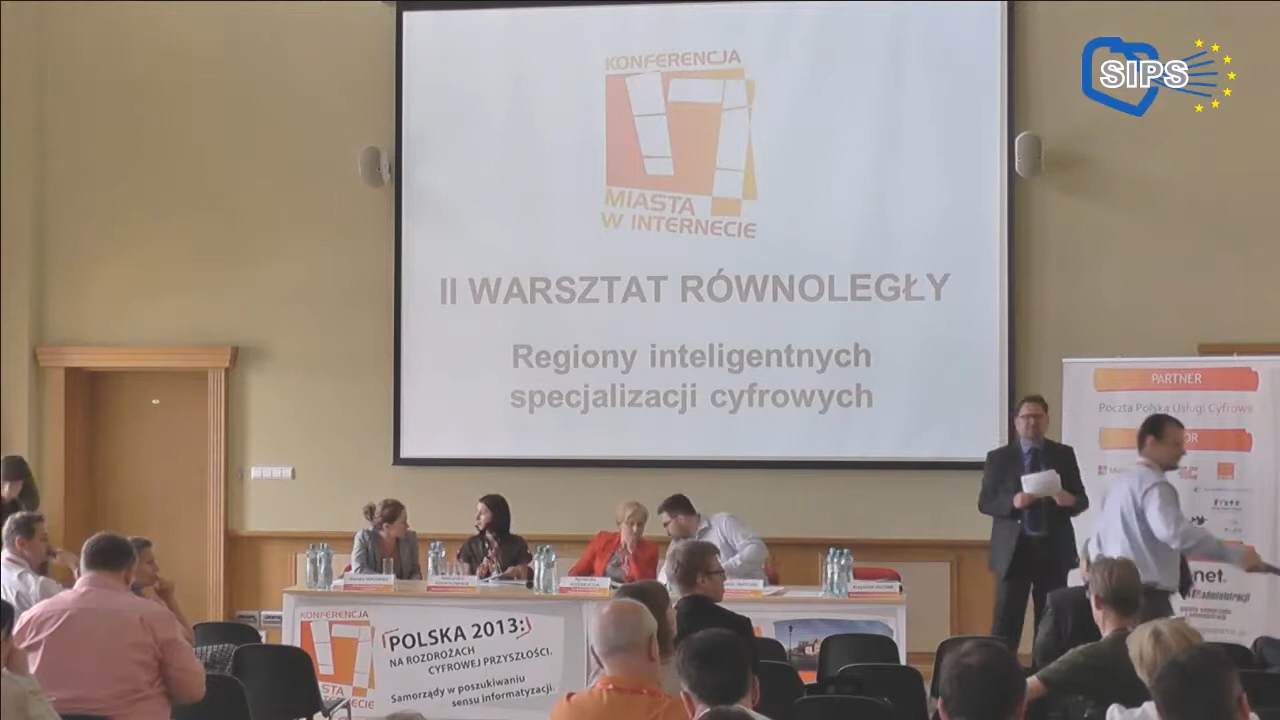 KONFERENCJA
MIASTA
W INTERNECIE
II WARSZTAT RÓWNOLEGŁY
Regiony inteligentnych
specjalizacji cyfrowych
SIPS
PARTNER
Poczta Polska Usługi Cyfrowe
KONFERENCJA
MIASTA
W INTERNECIE
POLSKA 2013:
NA ROZDROŻACH
CYFROWEJ PRZYSZŁOŚCI.
Samorządy w poszukiwaniu
sensu informatyzacji.